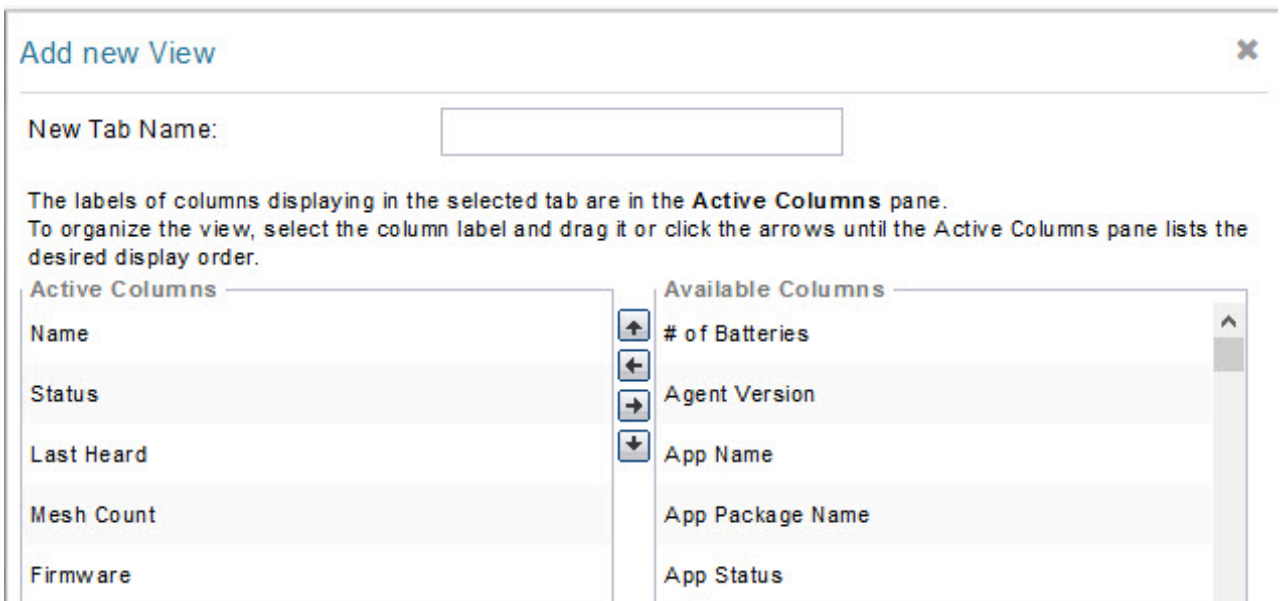 Add new View
New Tab Name:
The labels of columns displaying in the selected tab are in the Active Columns pane.
To organize the view, select the column label and drag it or click the arrows until the Active Columns pane lists the
desired display order.
Active Columns
Name
Status
Last Heard
Mesh Count
Firmware
Available Columns
# of Batteries
Agent Version
App Name
App Package Name
App Status